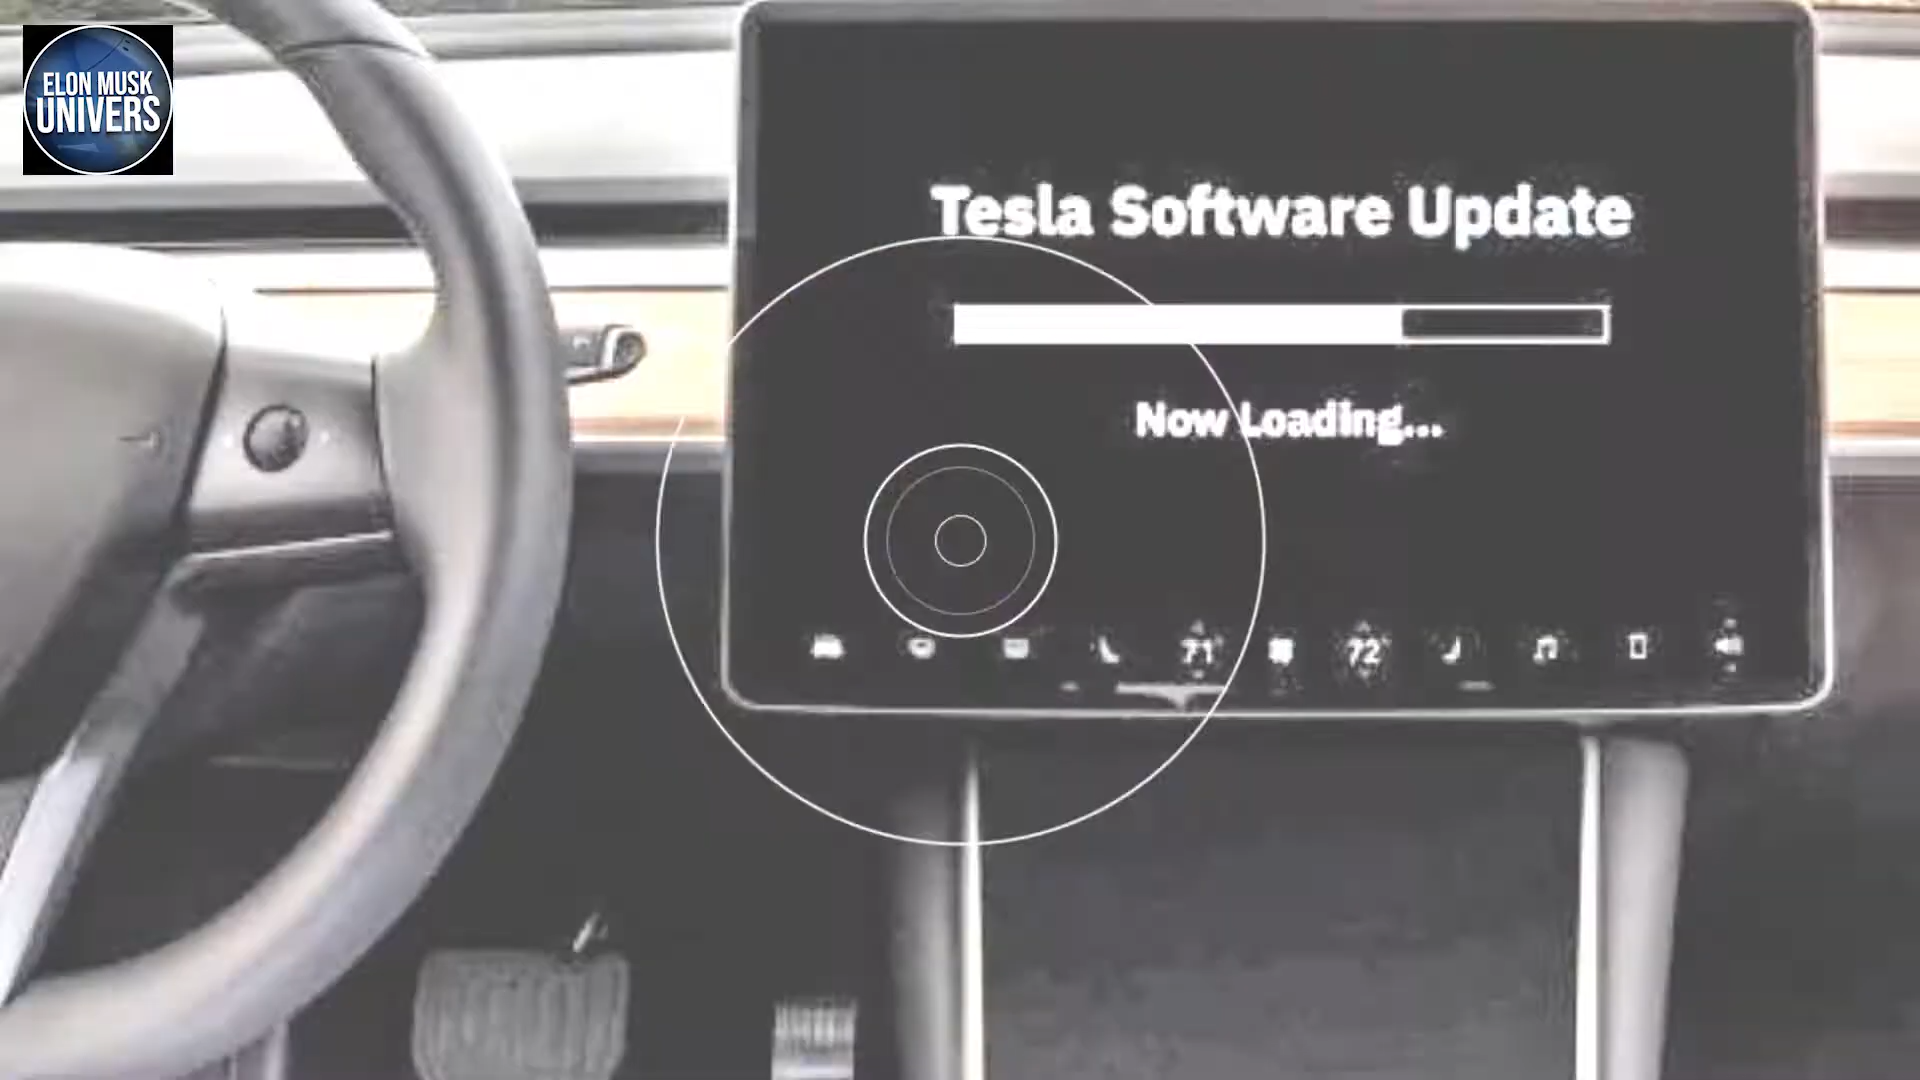 ELON MUSK
UNIVERS
Tesla Software Update
Now Loading...
71
72